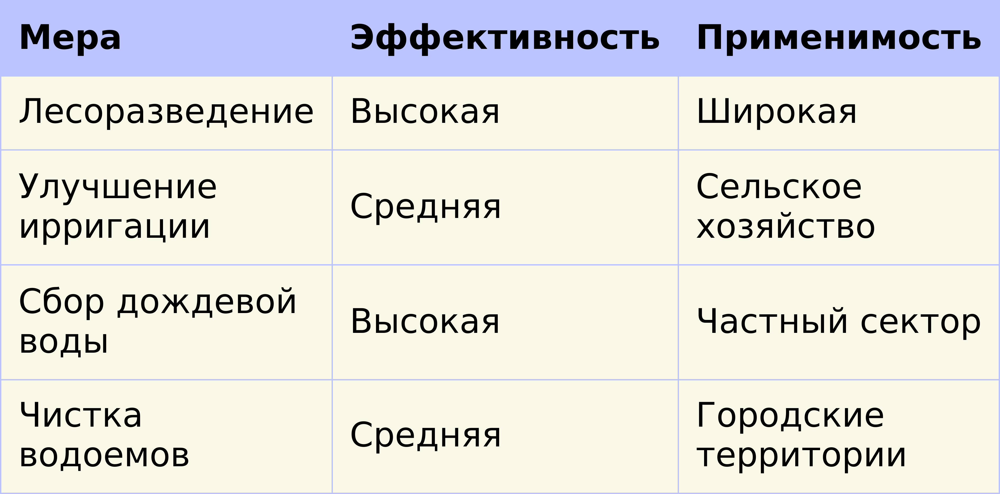 Мера Эффективность Применимость
Лесоразведение Высокая Широкая
Улучшение
ирригации
Средняя
Сельское
хозяйство
Сбор дождевой
воды
Высокая
Частный сектор
Чистка
водоемов
Средняя
Городские
территории